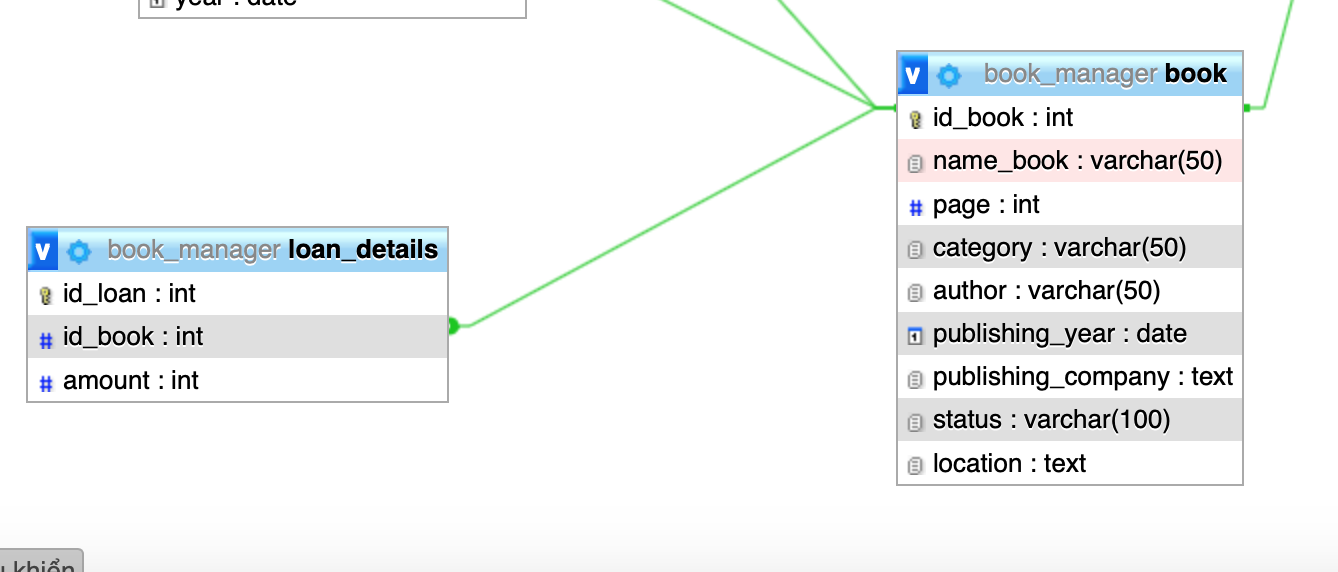 year : date
book_manager book
id_book : int
name_book : varchar(50)
page : int
category : varchar(50)
author : varchar(50)
publishing_year : date
publishing_company : text
status : varchar(100)
location : text
book_manager loan_details
id_loan : int
id_book : int
amount : int
khiển